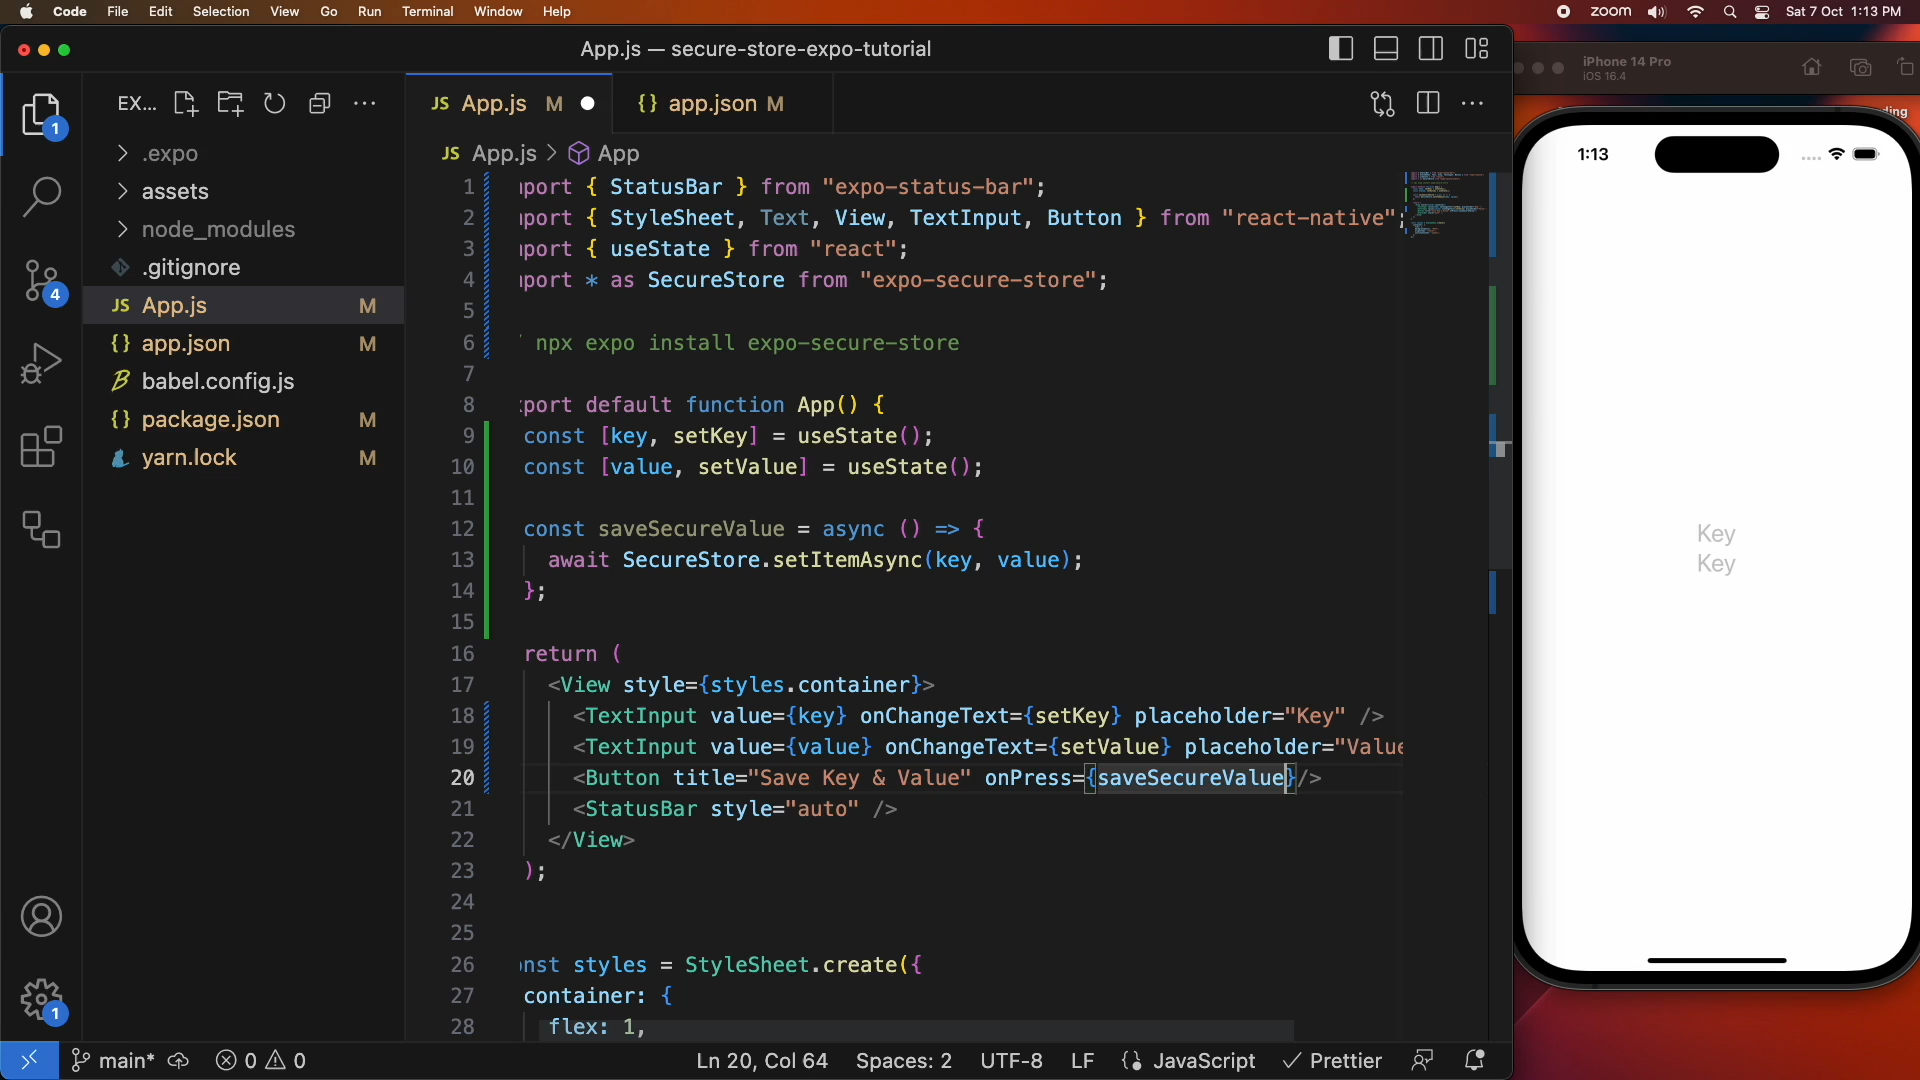 Code File Edit Selection View Go Run Terminal Window Help
zoom Sat 7 Oct 1:13 PM
App.js — secure-store-expo-tutorial
iPhone 14 Pro
iOS 16.4
EX...
JS App.js M
{} app.json M
JS App.js > App
.expo
assets
node_modules
.gitignore
JS App.js M
{} app.json M
babel.config.js
{} package.json M
yarn.lock M
1
4
1
1 port { StatusBar } from "expo-status-bar";
2 port { StyleSheet, Text, View, TextInput, Button } from "react-native";
3 port { useState } from "react";
4 port * as SecureStore from "expo-secure-store";
5
6 npx expo install expo-secure-store
7
8 port default function App() {
9 const [key, setKey] = useState();
10 const [value, setValue] = useState();
11
12 const saveSecureValue = async () => {
13 await SecureStore.setItemAsync(key, value);
14 };
15
16 return (
17 <View style={styles.container}>
18 <TextInput value={key} onChangeText={setKey} placeholder="Key" />
19 <TextInput value={value} onChangeText={setValue} placeholder="Value
20 <Button title="Save Key & Value" onPress={saveSecureValue}/>
21 <StatusBar style="auto" />
22 </View>
23 );
24
25
26 nst styles = StyleSheet.create({
27 container: {
28 flex: 1,
main* 0 0 Ln 20, Col 64 Spaces: 2 UTF-8 LF {} JavaScript Prettier
1:13
Key
Key